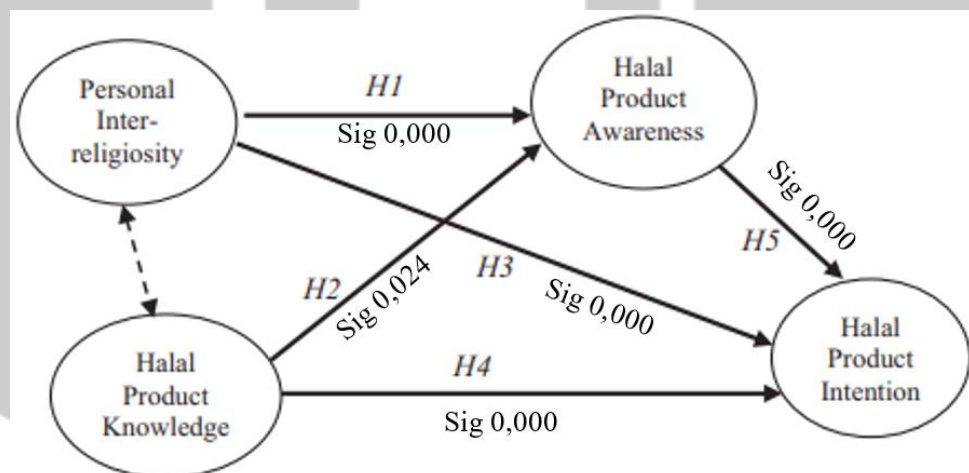 Personal
Inter-
religiosity
H1
Sig 0,000
Halal
Product
Awareness
Sig 0,000
H5
H2
Sig 0,024
H3
Sig 0,000
Halal
Product
Knowledge
H4
Sig 0,000
Halal
Product
Intention